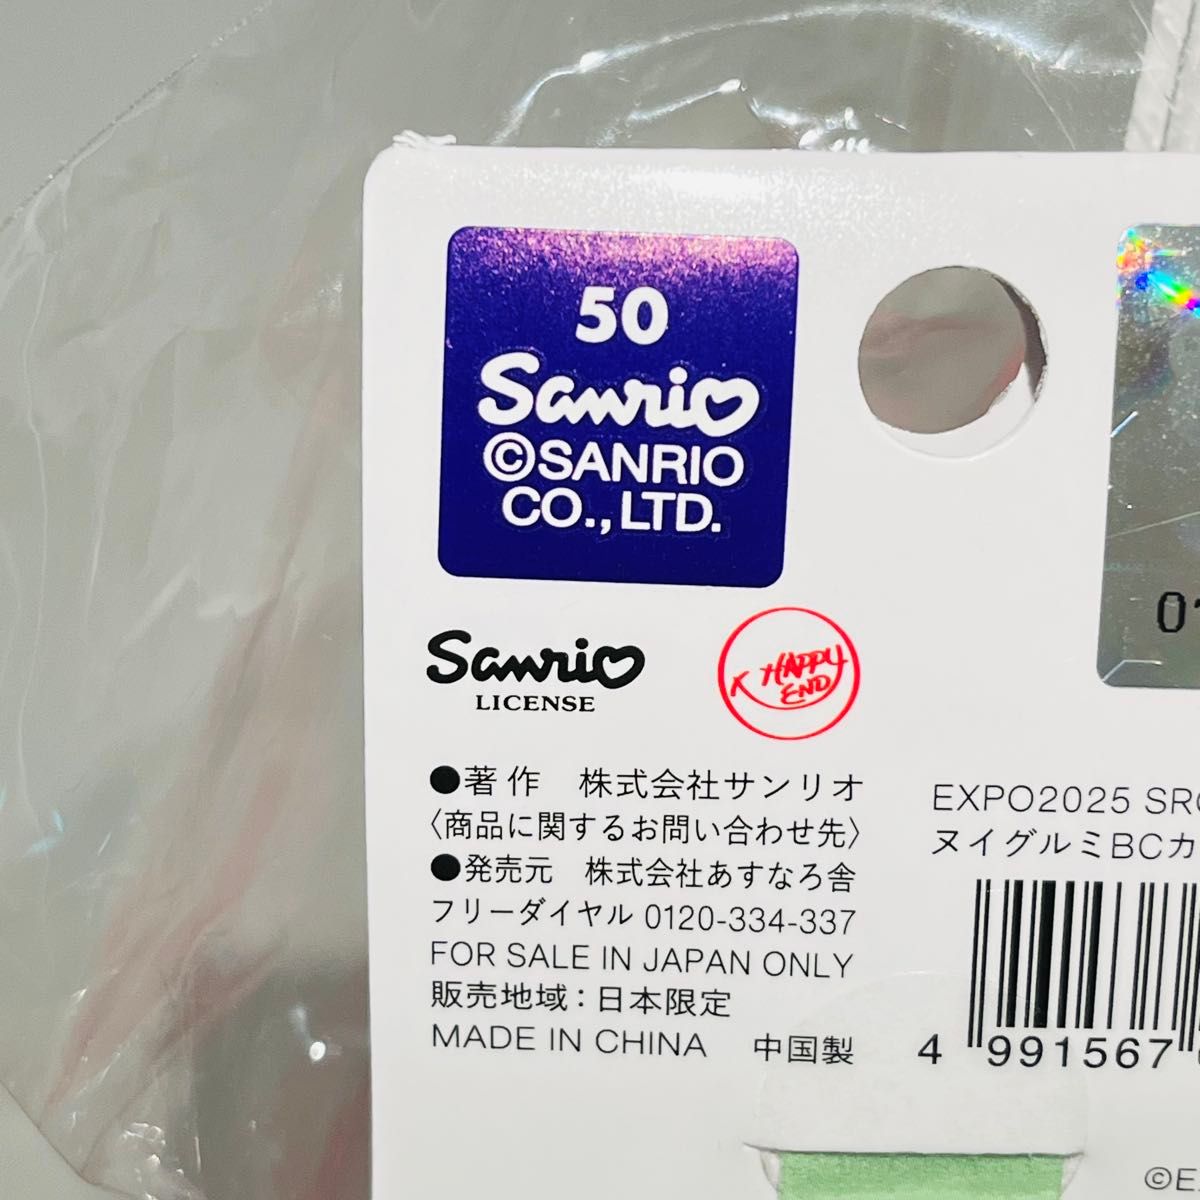 50
Sanrio
©SANRIO
CO.,LTD.
Sanrio
LICENSE
K HAPPY
END
●著作 株式会社サンリオ
〈商品に関するお問い合わせ先〉
●発売元 株式会社あすなろ舎
フリーダイヤル 0120-334-337
FOR SALE IN JAPAN ONLY
販売地域：日本限定
MADE IN CHINA 中国製
EXPO2025
ヌイグルミBCカ
4 991567
©E